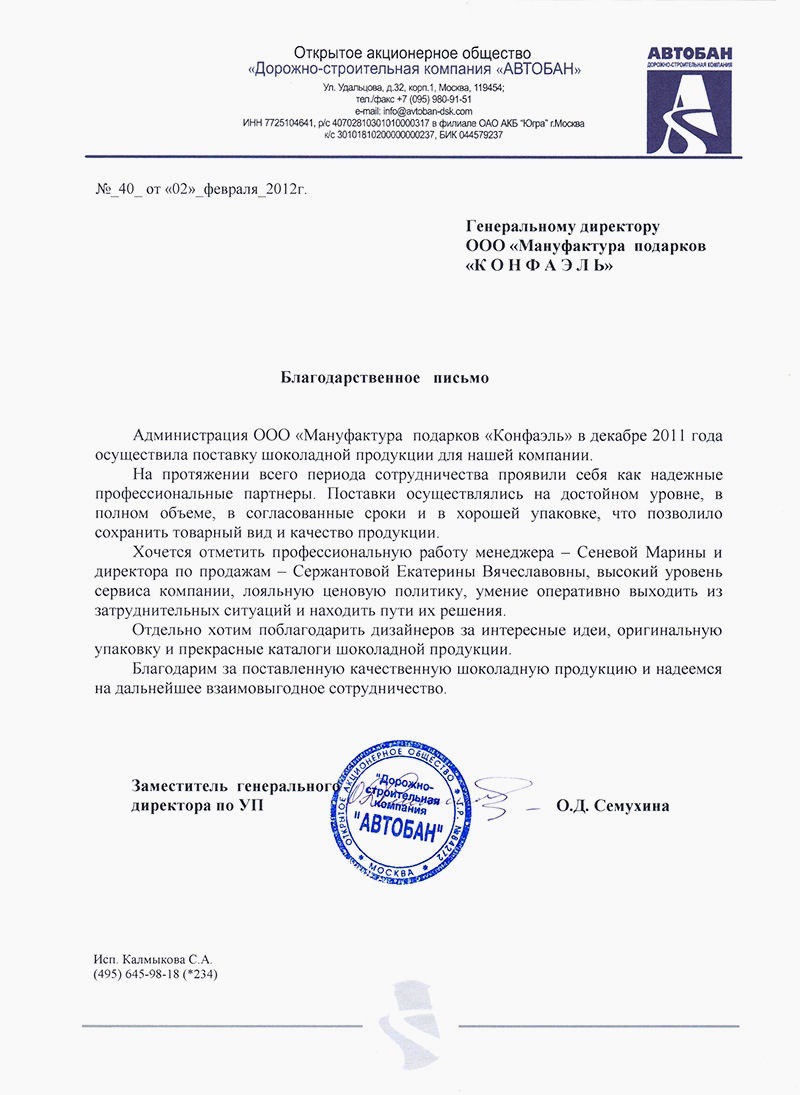 Открытое акционерное общество
«Дорожно-строительная компания «АВТОБАН»
Ул. Удальцова, д.32, корп.1, Москва, 119454;
тел./факс +7 (095) 980-91-51
e-mail: info@avtoban-dsk.com
ИНН 7725104641, р/с 40702810301010000317 в филиале ОАО АКБ "Югра" г.Москва
к/с 30101810200000000237, БИК 044579237
АВТОБАН
ДОРОЖНО-СТРОИТЕЛЬНАЯ КОМПАНИЯ
№_40_ от «02»_февраля_2012г.
Генеральному директору
ООО «Мануфактура подарков
«К О Н Ф А Э Л Ь»
Благодарственное письмо
Администрация ООО «Мануфактура подарков «Конфаэль» в декабре 2011 года
осуществила поставку шоколадной продукции для нашей компании.
На протяжении всего периода сотрудничества проявили себя как надежные
профессиональные партнеры. Поставки осуществлялись на достойном уровне, в
полном объеме, в согласованные сроки и в хорошей упаковке, что позволило
сохранить товарный вид и качество продукции.
Хочется отметить профессиональную работу менеджера – Сеневой Марины и
директора по продажам – Сержантовой Екатерины Вячеславовны, высокий уровень
сервиса компании, лояльную ценовую политику, умение оперативно выходить из
затруднительных ситуаций и находить пути их решения.
Отдельно хотим поблагодарить дизайнеров за интересные идеи, оригинальную
упаковку и прекрасные каталоги шоколадной продукции.
Благодарим за поставленную качественную шоколадную продукцию и надеемся
на дальнейшее взаимовыгодное сотрудничество.
Заместитель генерального
директора по УП
О.Д. Семухина
ОТКРЫТОЕ АКЦИОНЕРНОЕ ОБЩЕСТВО
"Дорожно-
строительная
компания
"АВТОБАН"
МОСКВА
Исп. Калмыкова С.А.
(495) 645-98-18 (*234)